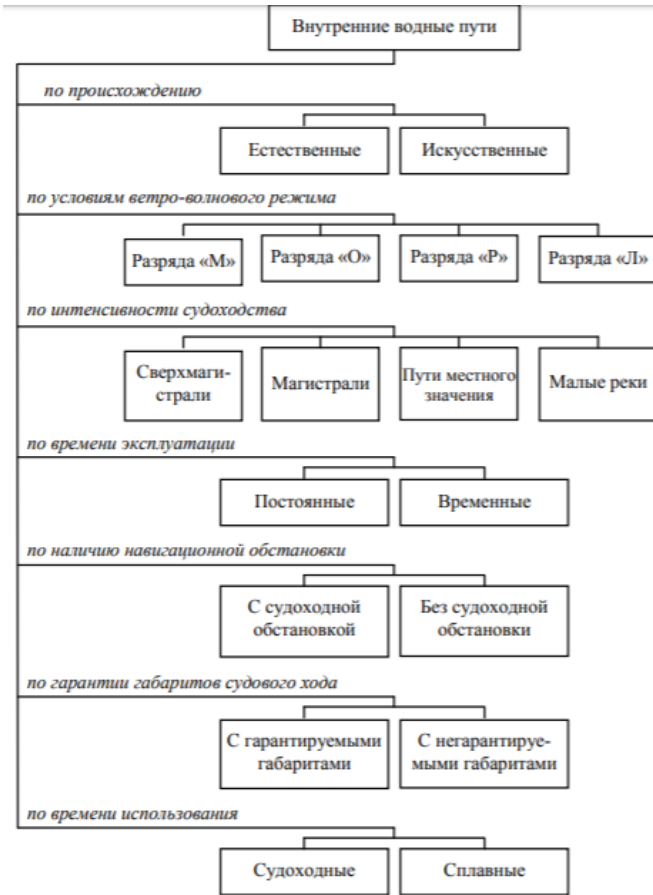 Внутренние водные пути
по происхождению
Естественные
Искусственные
по условиям ветро-волнового режима
Разряда «М»
Разряда «О»
Разряда «Р»
Разряда «Л»
по интенсивности судоходства
Сверхмаги-
страли
Магистрали
Пути местного
значения
Малые реки
по времени эксплуатации
Постоянные
Временные
по наличию навигационной обстановки
С судоходной
обстановкой
Без судоходной
обстановки
по гарантии габаритов судового хода
С гарантируемыми
габаритами
С негарантируе-
мыми габаритами
по времени использования
Судоходные
Сплавные